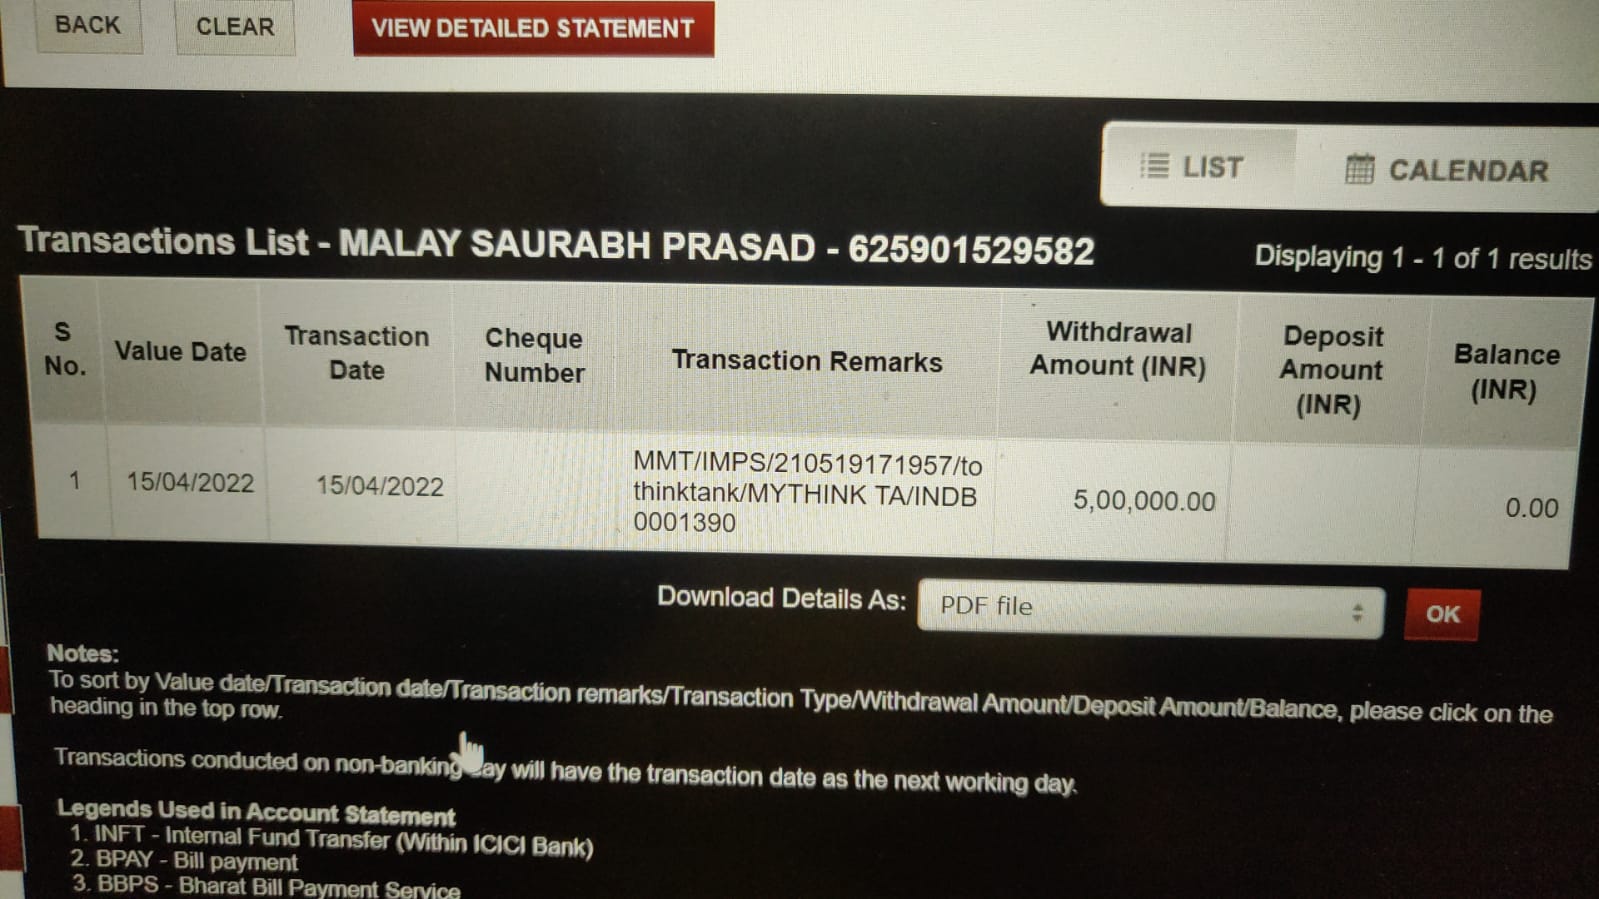 BACK
CLEAR
VIEW DETAILED STATEMENT
LIST
CALENDAR
Transactions List - MALAY SAURABH PRASAD - 625901529582
Displaying 1 - 1 of 1 results
S No.
Value Date
Transaction Date
Cheque Number
Transaction Remarks
Withdrawal Amount (INR)
Deposit Amount (INR)
Balance (INR)
1
15/04/2022
15/04/2022
MMT/IMPS/210519171957/to
thinktank/MYTHINK TA/INDB
0001390
5,00,000.00
0.00
Download Details As:
PDF file
OK
Notes:
To sort by Value date/Transaction date/Transaction remarks/Transaction Type/Withdrawal Amount/Deposit Amount/Balance, please click on the
heading in the top row.
Transactions conducted on non-banking day will have the transaction date as the next working day.
Legends Used in Account Statement
1. INFT - Internal Fund Transfer (Within ICICI Bank)
2. BPAY - Bill payment
3. BBPS - Bharat Bill Payment Service